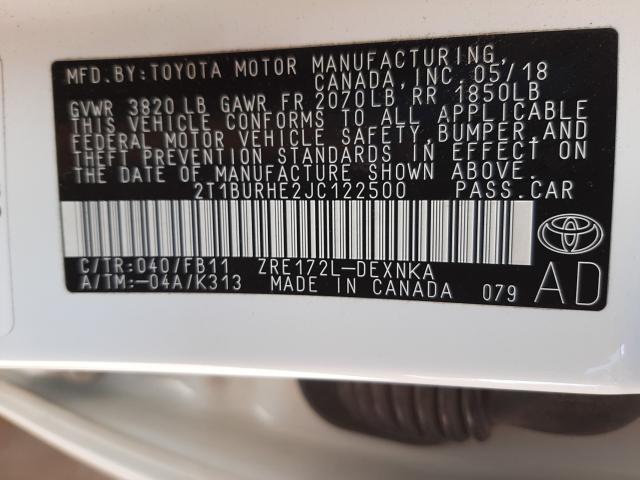 MFD. BY: TOYOTA MOTOR MANUFACTURING,
CANADA, INC. 05/18
GVWR 3820 LB GAWR FR 2070LB RR 1850LB
THIS VEHICLE CONFORMS TO ALL APPLICABLE
FEDERAL MOTOR VEHICLE SAFETY, BUMPER, AND
THEFT PREVENTION STANDARDS IN EFFECT ON
THE DATE OF MANUFACTURE SHOWN ABOVE.
2T1BURHE2JC122500 PASS. CAR
C/TR: 040/FB11 ZRE172L-DEXNKA
A/TM: -04A/K313 MADE IN CANADA 079 AD